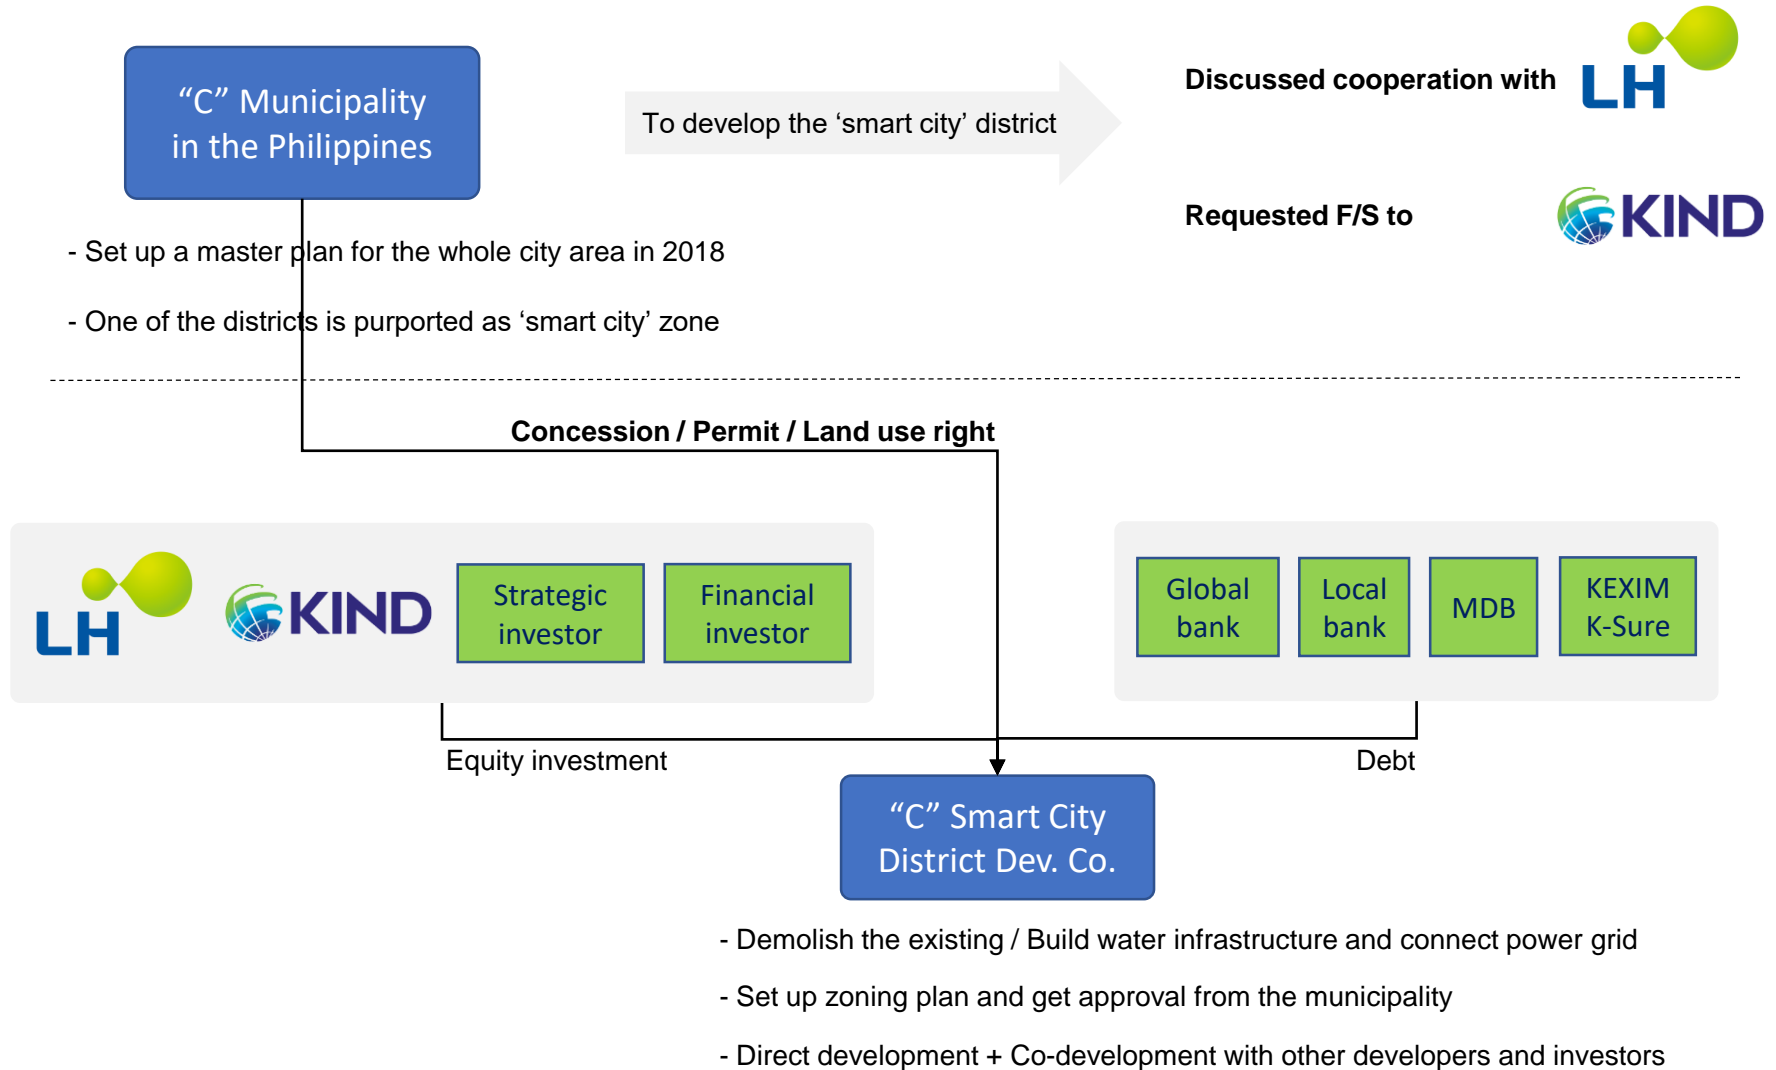 “C” Municipality
in the Philippines
To develop the ‘smart city’ district
Discussed cooperation with
LH
Requested F/S to
KIND
- Set up a master plan for the whole city area in 2018
- One of the districts is purported as ‘smart city’ zone
Concession / Permit / Land use right
LH
KIND
Strategic
investor
Financial
investor
Global
bank
Local
bank
MDB
KEXIM
K-Sure
Equity investment
Debt
“C” Smart City
District Dev. Co.
- Demolish the existing / Build water infrastructure and connect power grid
- Set up zoning plan and get approval from the municipality
- Direct development + Co-development with other developers and investors